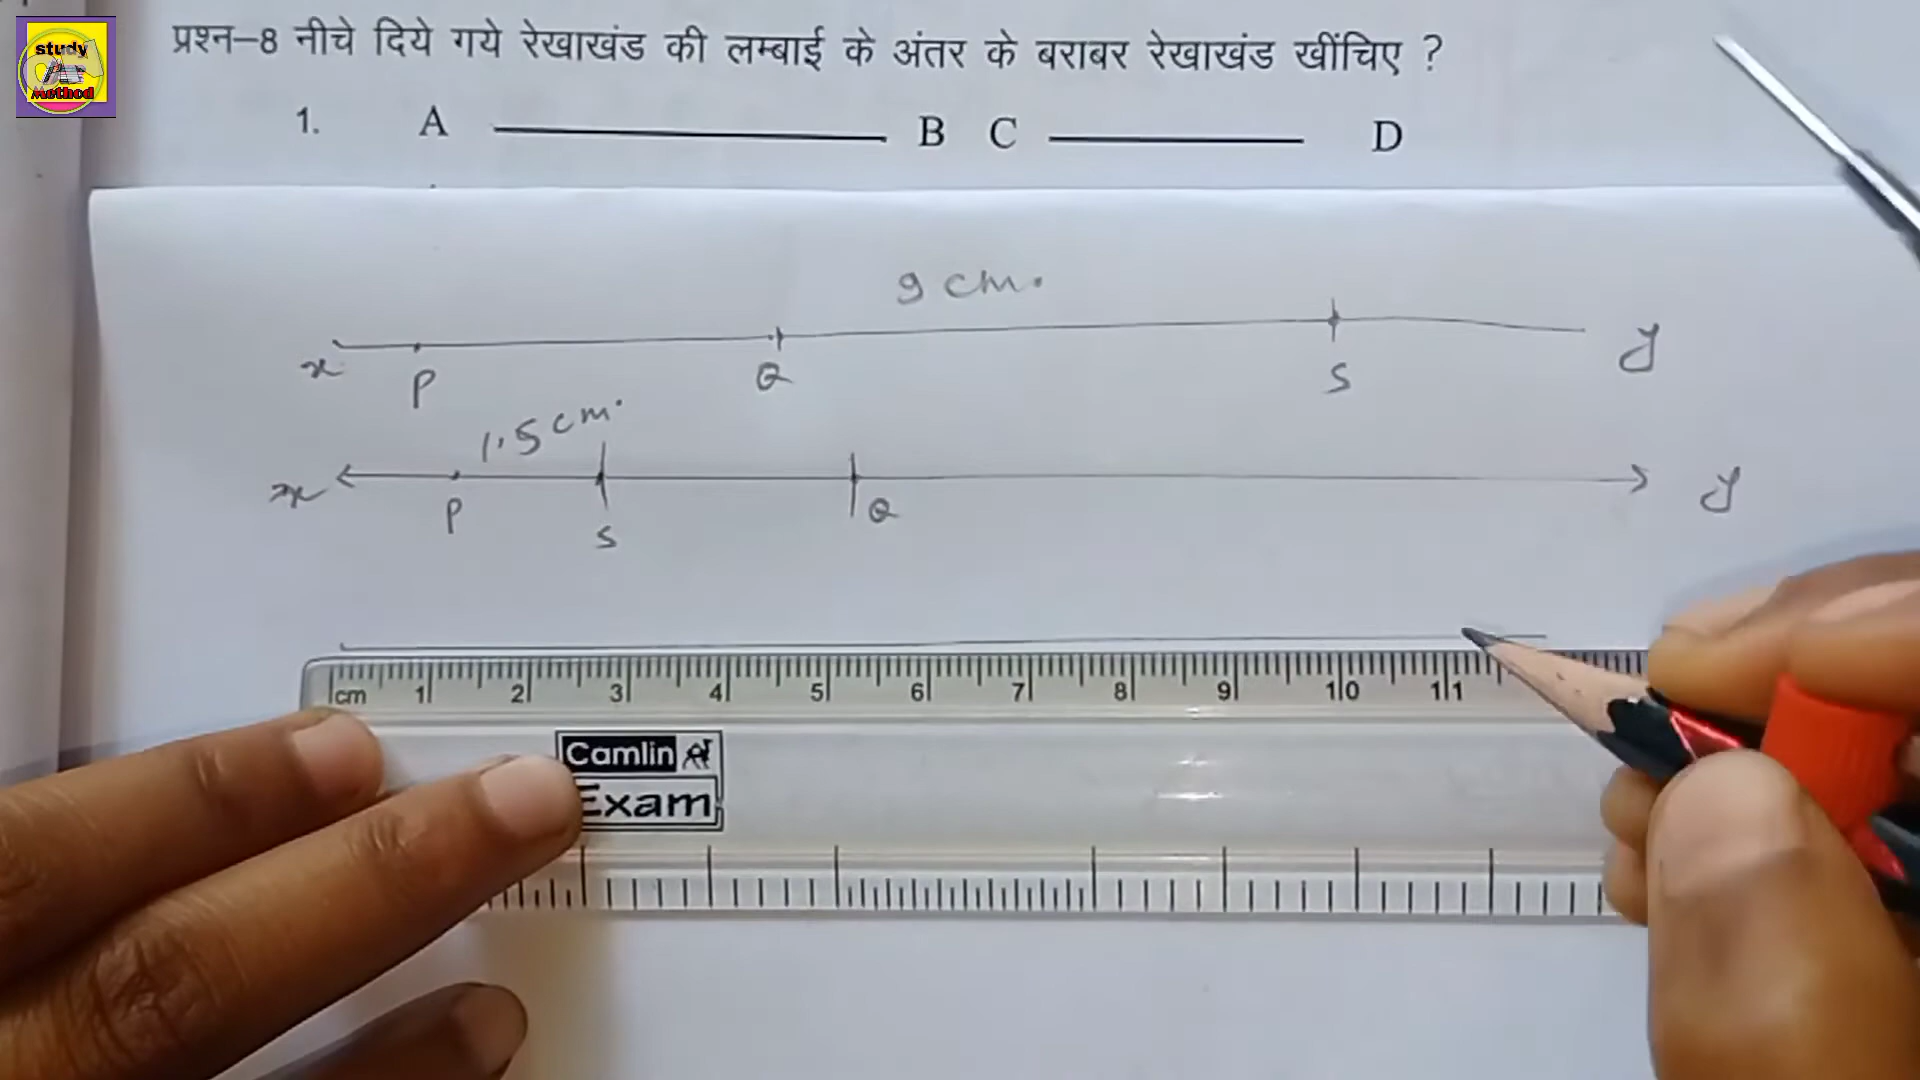 study
Par
Method
प्रश्न-8 नीचे दिये गये रेखाखंड की लम्बाई के अंतर के बराबर रेखाखंड खींचिए ?
1. A B C D
9 cm.
x P Q S y
1.5 cm.
x P S Q y
cm 1 2 3 4 5 6 7 8 9 10 11
Camlin
Exam